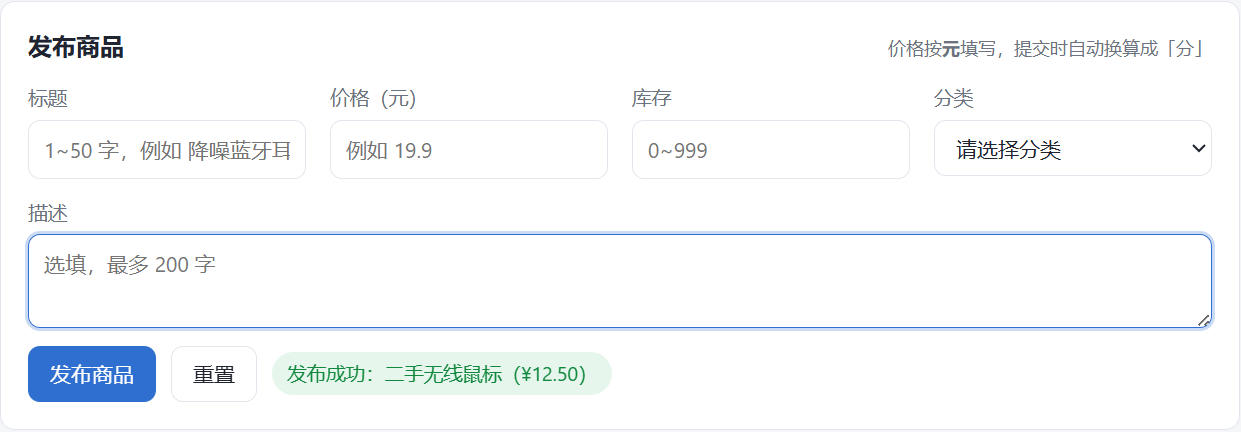 发布商品
价格按元填写，提交时自动换算成「分」
标题
价格（元）
库存
分类
1~50 字，例如 降噪蓝牙耳
例如 19.9
0~999
请选择分类
描述
选填，最多 200 字
发布商品
重置
发布成功：二手无线鼠标（¥12.50）